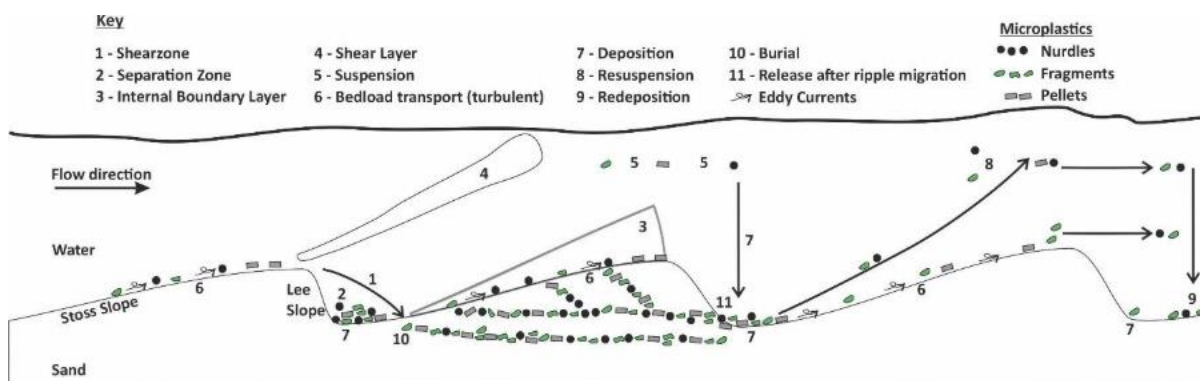 Key
1 - Shearzone
2 - Separation Zone
3 - Internal Boundary Layer
4 - Shear Layer
5 - Suspension
6 - Bedload transport (turbulent)
7 - Deposition
8 - Resuspension
9 - Redeposition
10 - Burial
11 - Release after ripple migration
Eddy Currents
Microplastics
Nurdles
Fragments
Pellets
Flow direction
4
5 5
8
3
7
Water
1
6
6
Lee
Slope
2
Stoss Slope
7
10
11
7
6
9
7
Sand